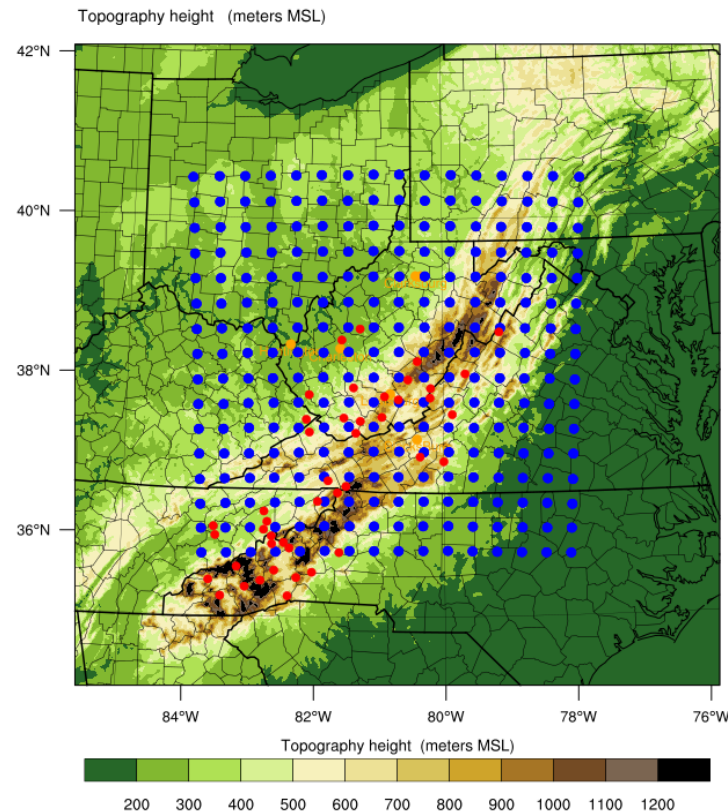 Topography height (meters MSL)
42°N
40°N
38°N
36°N
84°W 82°W 80°W 78°W 76°W
Topography height (meters MSL)
200 300 400 500 600 700 800 900 1000 1100 1200